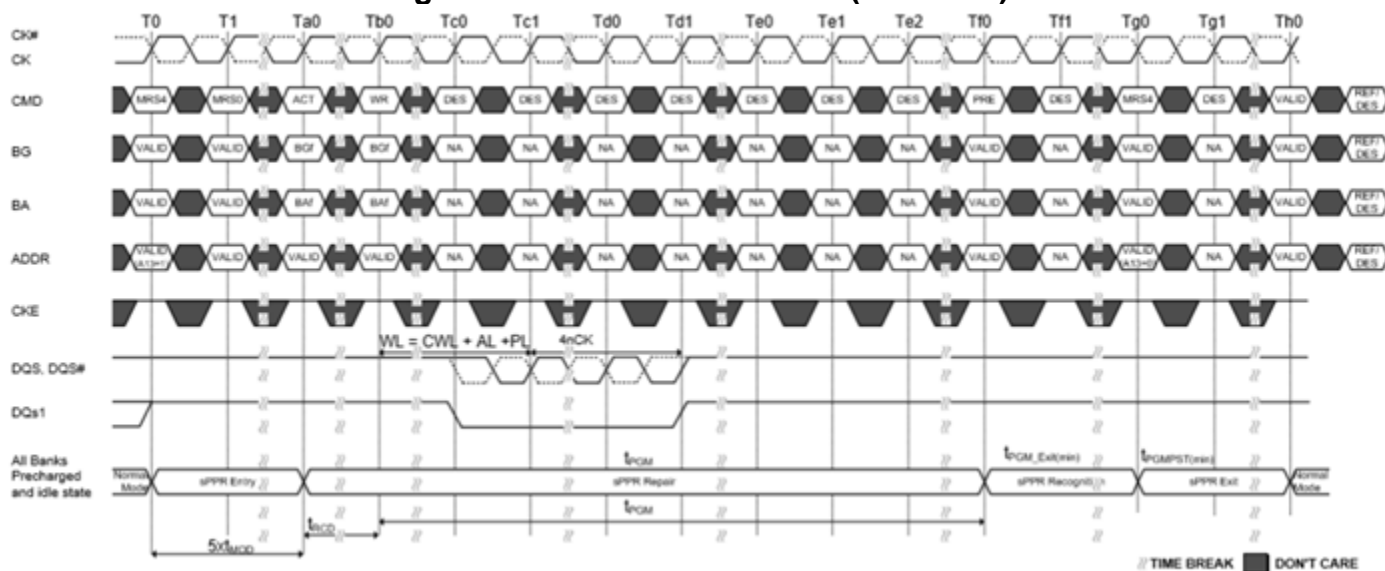 T0 T1 Ta0 Tb0 Tc0 Tc1 Td0 Td1 Te0 Te1 Te2 Tf0 Tf1 Tg0 Tg1 Th0
CK#
CK
CMD MRS4 MRS0 ACT WR DES DES DES DES DES DES DES PRE DES MRS4 DES VALID REF/ DES
BG VALID VALID BGf BGf NA NA NA NA NA NA NA VALID NA VALID NA VALID REF/ DES
BA VALID VALID BAf BAf NA NA NA NA NA NA NA VALID NA VALID NA VALID REF/ DES
ADDR VALID (A13=1) VALID VALID VALID NA NA NA NA NA NA NA VALID NA VALID (A13=0) NA VALID REF/ DES
CKE
WL = CWL + AL +PL 4nCK
DQS, DQS#
DQs1
All Banks
Precharged
and idle state
tPGM tPGM_Exit(min) tPGMPST(min)
Normal Mode sPPR Entry sPPR Repair sPPR Recognition sPPR Exit Normal Mode
tRCD tPGM
5xtMOD
TIME BREAK DON'T CARE